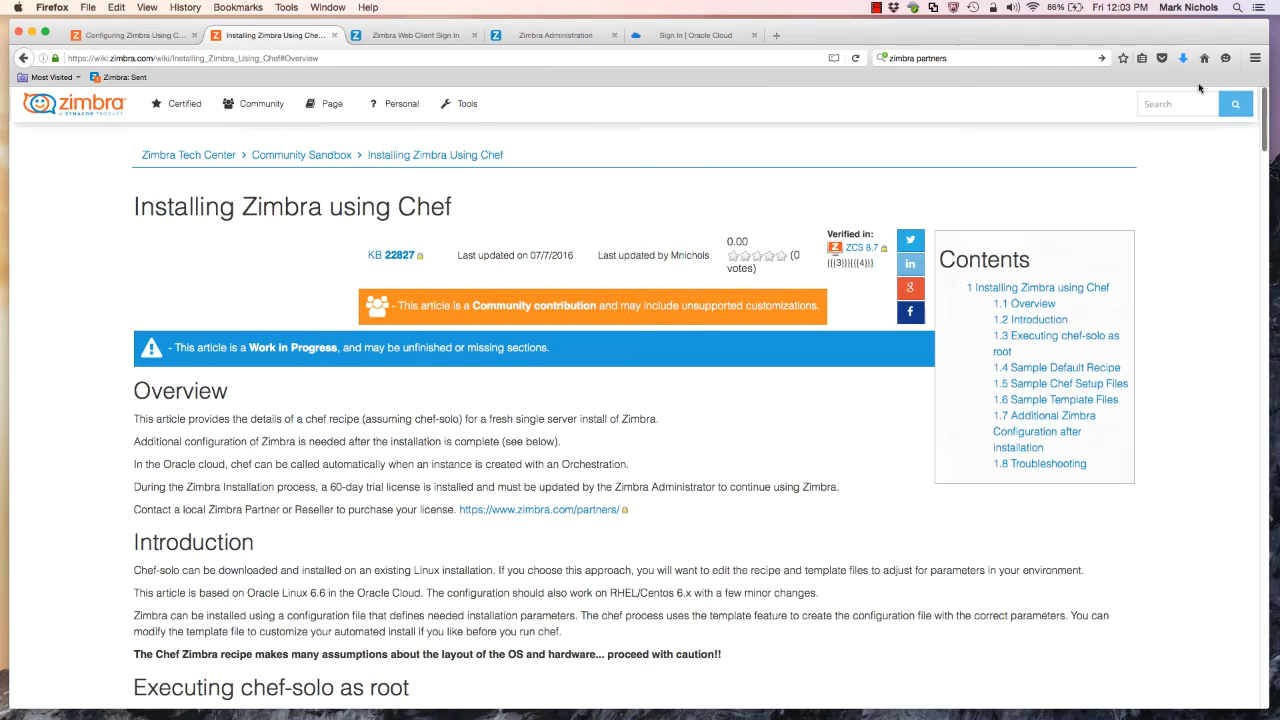 Firefox File Edit View History Bookmarks Tools Window Help 86% Fri 12:03 PM Mark Nichols
Configuring Zimbra Using C... Installing Zimbra Using Che... Zimbra Web Client Sign In Zimbra Administration Sign In | Oracle Cloud
https://wiki.zimbra.com/wiki/Installing_Zimbra_Using_Chef#Overview zimbra partners
Most Visited Zimbra: Sent
zimbra Certified Community Page ? Personal Tools Search
A SYNACOR PRODUCT
Zimbra Tech Center > Community Sandbox > Installing Zimbra Using Chef
Installing Zimbra using Chef
KB 22827 Last updated on 07/7/2016 Last updated by Mnichols 0.00 (0 votes)
Verified in:
ZCS 8.7
{{{3}}}{{{4}}}
- This article is a Community contribution and may include unsupported customizations.
- This article is a Work in Progress, and may be unfinished or missing sections.
Contents
1 Installing Zimbra using Chef
1.1 Overview
1.2 Introduction
1.3 Executing chef-solo as
root
1.4 Sample Default Recipe
1.5 Sample Chef Setup Files
1.6 Sample Template Files
1.7 Additional Zimbra
Configuration after
installation
1.8 Troubleshooting
Overview
This article provides the details of a chef recipe (assuming chef-solo) for a fresh single server install of Zimbra.
Additional configuration of Zimbra is needed after the installation is complete (see below).
In the Oracle cloud, chef can be called automatically when an instance is created with an Orchestration.
During the Zimbra Installation process, a 60-day trial license is installed and must be updated by the Zimbra Administrator to continue using Zimbra.
Contact a local Zimbra Partner or Reseller to purchase your license. https://www.zimbra.com/partners/
Introduction
Chef-solo can be downloaded and installed on an existing Linux installation. If you choose this approach, you will want to edit the recipe and template files to adjust for parameters in your environment.
This article is based on Oracle Linux 6.6 in the Oracle Cloud. The configuration should also work on RHEL/Centos 6.x with a few minor changes.
Zimbra can be installed using a configuration file that defines needed installation parameters. The chef process uses the template feature to create the configuration file with the correct parameters. You can
modify the template file to customize your automated install if you like before you run chef.
The Chef Zimbra recipe makes many assumptions about the layout of the OS and hardware... proceed with caution!!
Executing chef-solo as root